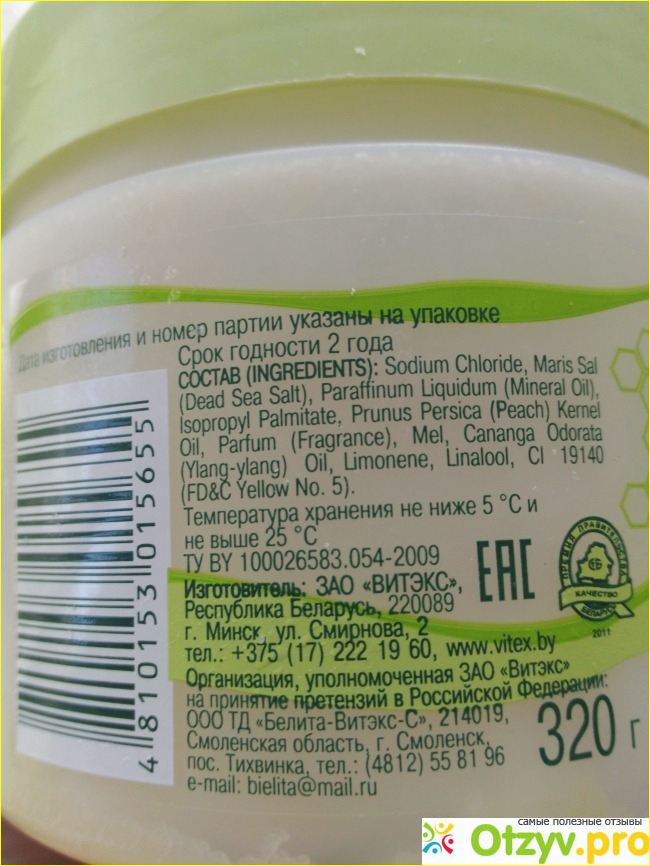 Дата изготовления и номер партии указаны на упаковке
Срок годности 2 года
СОСТАВ (INGREDIENTS): Sodium Chloride, Maris Sal
(Dead Sea Salt), Paraffinum Liquidum (Mineral Oil),
Isopropyl Palmitate, Prunus Persica (Peach) Kernel
Oil, Parfum (Fragrance), Mel, Cananga Odorata
(Ylang-ylang) Oil, Limonene, Linalool, CI 19140
(FD&C Yellow No. 5).
Температура хранения не ниже 5 °C и
не выше 25 °C
ТУ BY 100026583.054-2009
Изготовитель: ЗАО «ВИТЭКС»,
Республика Беларусь, 220089
г. Минск, ул. Смирнова, 2
тел.: +375 (17) 222 19 60, www.vitex.by
Организация, уполномоченная ЗАО «Витэкс»
на принятие претензий в Российской Федерации:
ООО ТД «Белита-Витэкс-С», 214019,
Смоленская область, г. Смоленск,
пос. Тихвинка, тел.: (4812) 55 81 96
e-mail: bielita@mail.ru
4 810153 015655
EAC
ПРЕМИЯ ПРАВИТЕЛЬСТВА
КАЧЕСТВО
БЕЛАРУСЬ
2011
320 г
самые полезные отзывы
Otzyv.pro